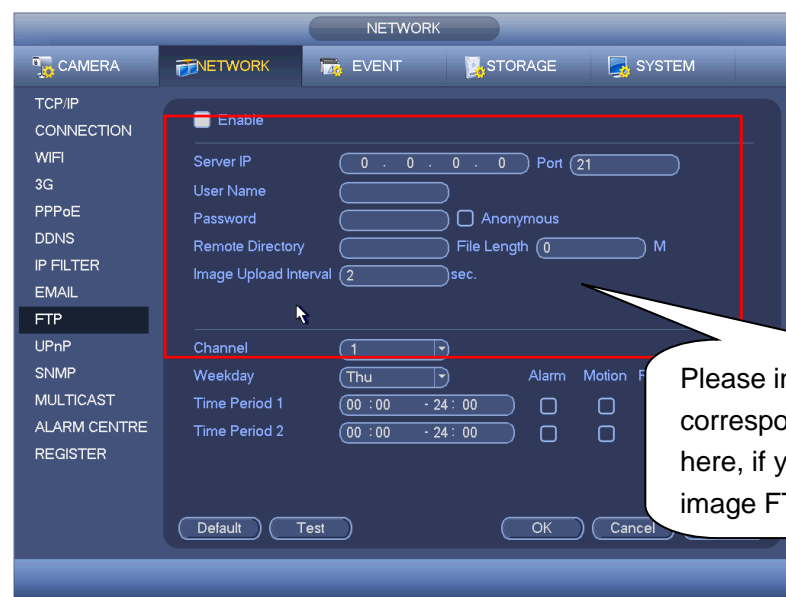 NETWORK
CAMERA NETWORK EVENT STORAGE SYSTEM
TCP/IP
CONNECTION
WIFI
3G
PPPoE
DDNS
IP FILTER
EMAIL
FTP
UPnP
SNMP
MULTICAST
ALARM CENTRE
REGISTER
Enable
Server IP 0 . 0 . 0 . 0 Port 21
User Name
Password Anonymous
Remote Directory File Length 0 M
Image Upload Interval 2 sec.
Channel 1
Weekday Thu Alarm Motion
Time Period 1 00 : 00 - 24 : 00
Time Period 2 00 : 00 - 24 : 00
Default Test OK Cancel
Please
here, if
image